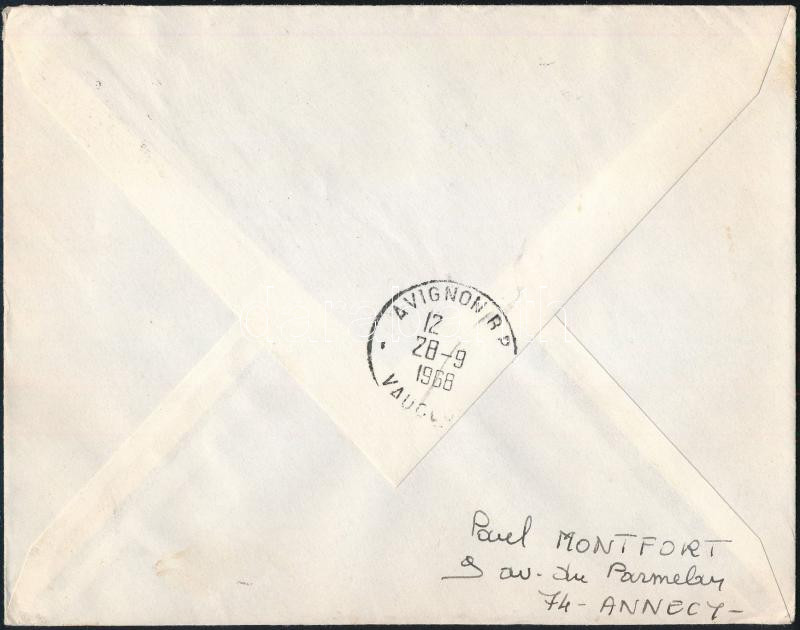 AVIGNON R P
12
28-9
1968
VAUCL
Paul MONTFORT
9 av. du Parmelan
74 - ANNECY -